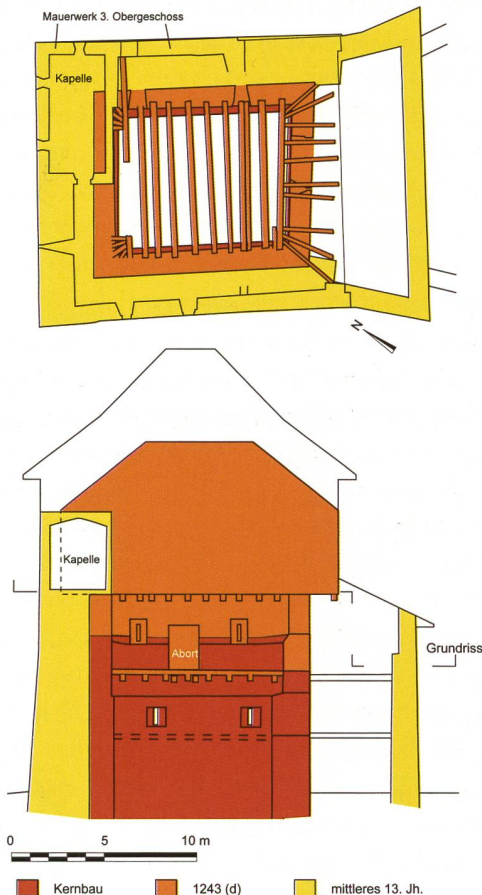 Mauerwerk 3. Obergeschoss
Kapelle
N
Kapelle
Grundriss
Abort
0 5 10 m
Kernbau 1243 (d) mittleres 13. Jh.